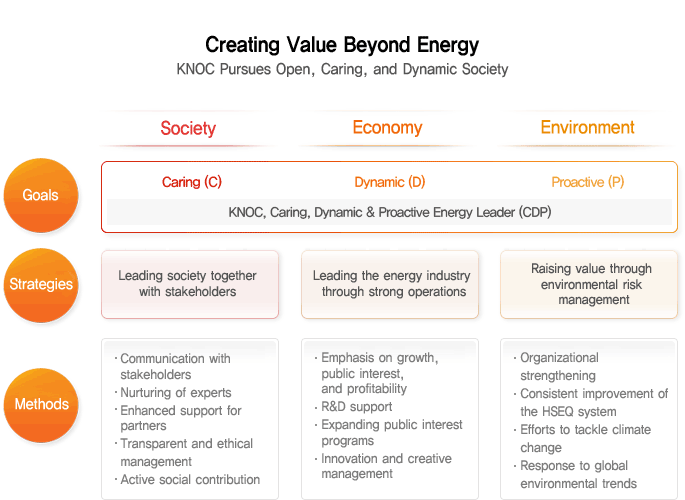 Creating Value Beyond Energy
KNOC Pursues Open, Caring, and Dynamic Society
Society
Economy
Environment
Goals
Caring (C)
Dynamic (D)
Proactive (P)
KNOC, Caring, Dynamic & Proactive Energy Leader (CDP)
Strategies
Leading society together
with stakeholders
Leading the energy industry
through strong operations
Raising value through
environmental risk
management
Methods
· Communication with
stakeholders
· Nurturing of experts
· Enhanced support for
partners
· Transparent and ethical
management
· Active social contribution
· Emphasis on growth,
public interest,
and profitability
· R&D support
· Expanding public interest
programs
· Innovation and creative
management
· Organizational
strengthening
· Consistent improvement of
the HSEQ system
· Efforts to tackle climate
change
· Response to global
environmental trends